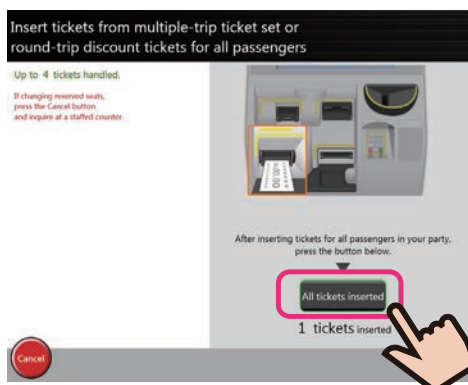 Insert tickets from multiple-trip ticket set or
round-trip discount tickets for all passengers
Up to 4 tickets handled.
If changing reserved seats,
press the Cancel button
and inquire at a staffed counter.
After inserting tickets for all passengers in your party,
press the button below.
All tickets inserted
1 tickets inserted
Cancel